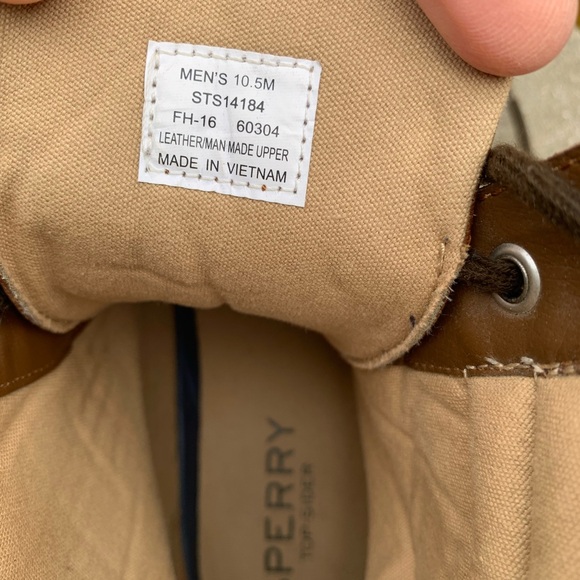 MEN'S 10.5M
STS14184
FH-16 60304
LEATHER/MAN MADE UPPER
MADE IN VIETNAM
SPERRY
TOP-SIDER